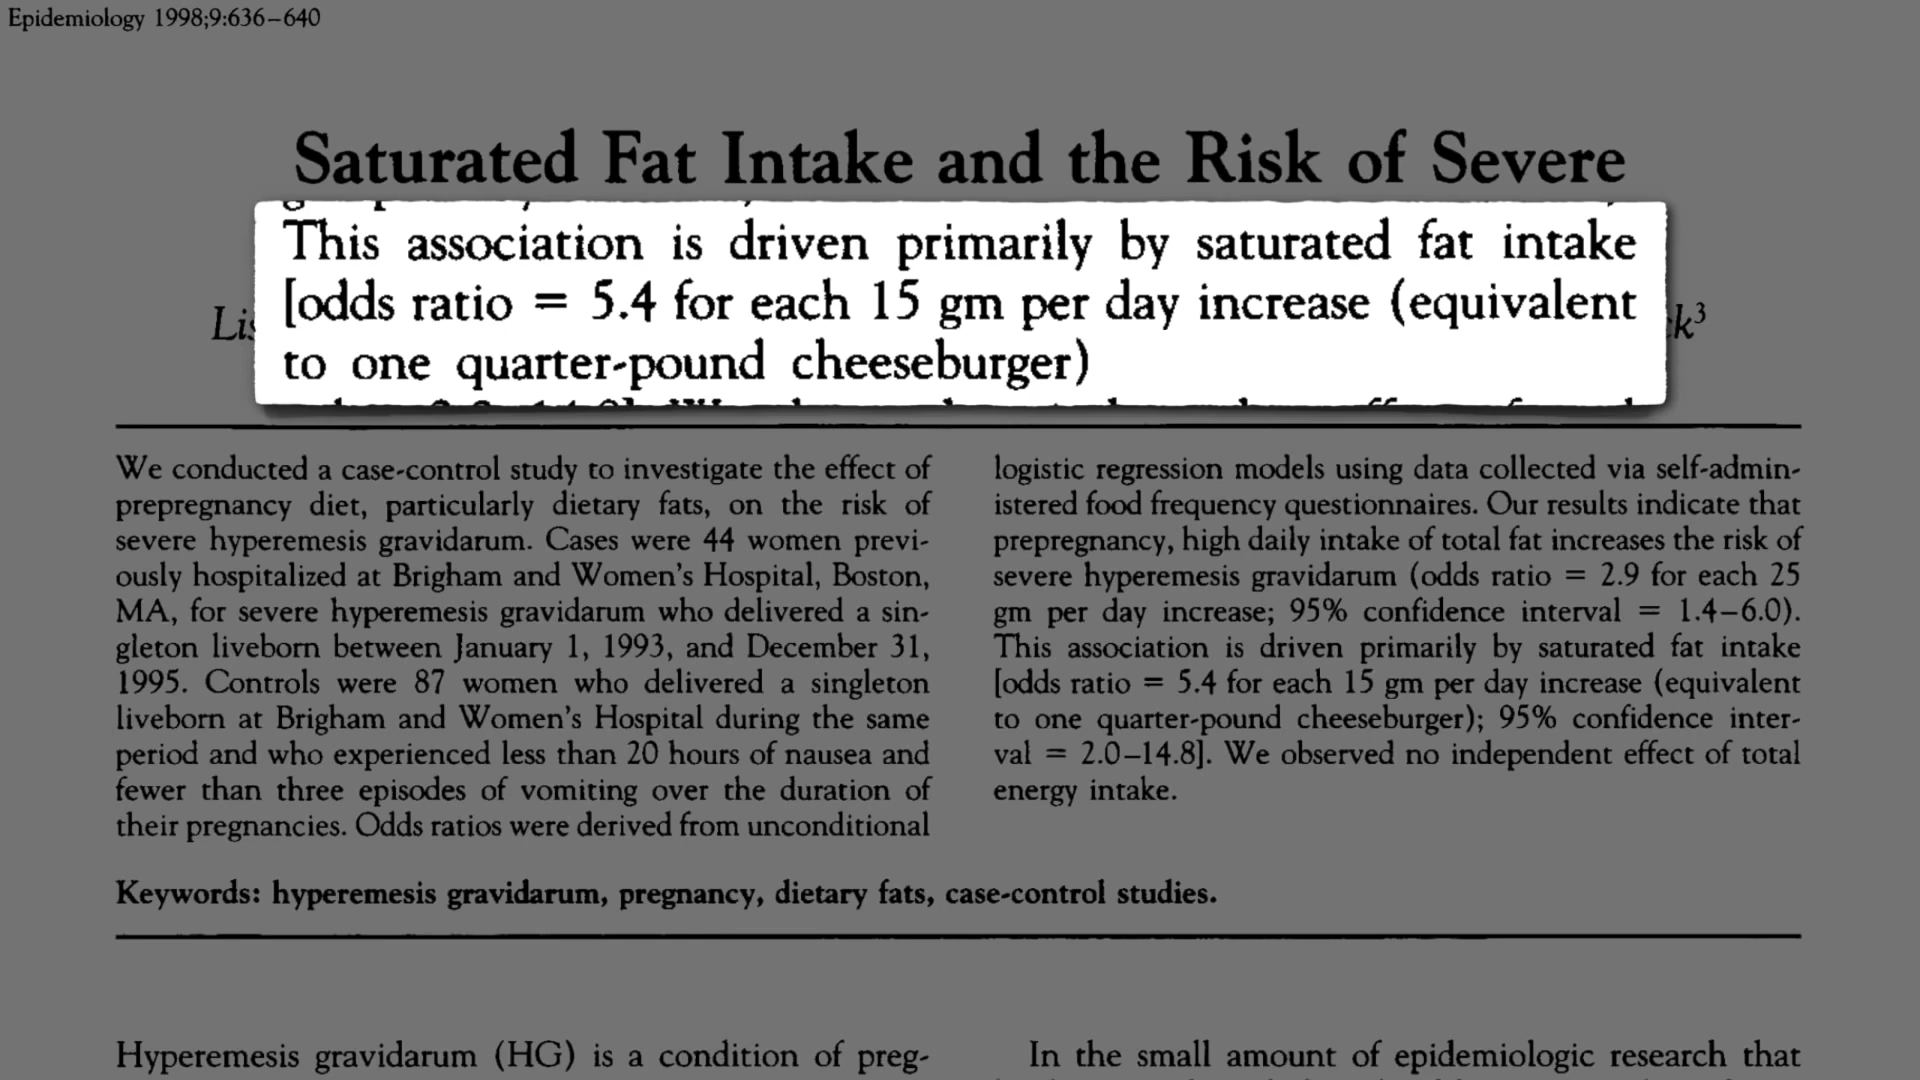 Epidemiology 1998;9:636–640
Saturated Fat Intake and the Risk of Severe
This association is driven primarily by saturated fat intake
[odds ratio = 5.4 for each 15 gm per day increase (equivalent
to one quarter-pound cheeseburger)
We conducted a case-control study to investigate the effect of
prepregnancy diet, particularly dietary fats, on the risk of
severe hyperemesis gravidarum. Cases were 44 women previ-
ously hospitalized at Brigham and Women's Hospital, Boston,
MA, for severe hyperemesis gravidarum who delivered a sin-
gleton liveborn between January 1, 1993, and December 31,
1995. Controls were 87 women who delivered a singleton
liveborn at Brigham and Women's Hospital during the same
period and who experienced less than 20 hours of nausea and
fewer than three episodes of vomiting over the duration of
their pregnancies. Odds ratios were derived from unconditional
logistic regression models using data collected via self-admin-
istered food frequency questionnaires. Our results indicate that
prepregnancy, high daily intake of total fat increases the risk of
severe hyperemesis gravidarum (odds ratio = 2.9 for each 25
gm per day increase; 95% confidence interval = 1.4–6.0).
This association is driven primarily by saturated fat intake
[odds ratio = 5.4 for each 15 gm per day increase (equivalent
to one quarter-pound cheeseburger); 95% confidence inter-
val = 2.0–14.8]. We observed no independent effect of total
energy intake.
Keywords: hyperemesis gravidarum, pregnancy, dietary fats, case-control studies.
Hyperemesis gravidarum (HG) is a condition of preg-
In the small amount of epidemiologic research that